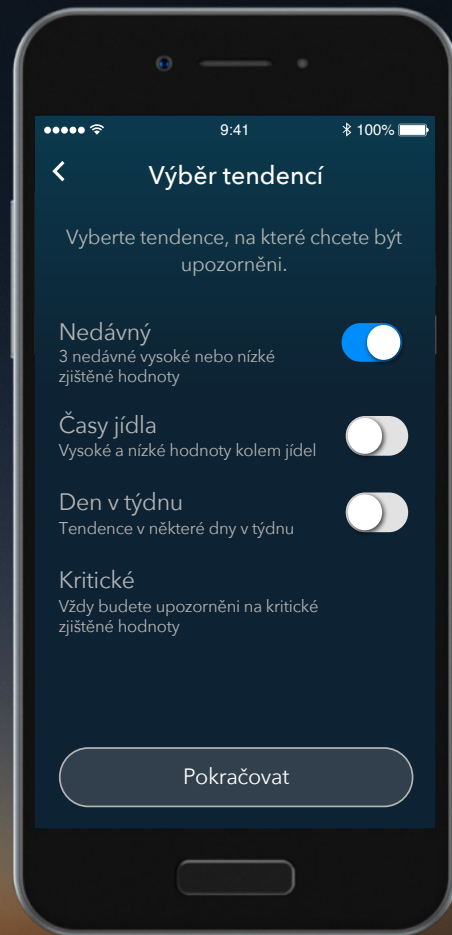 9:41
100%
Výběr tendencí
Vyberte tendence, na které chcete být
upozorněni.
Nedávný
3 nedávné vysoké nebo nízké
zjištěné hodnoty
Časy jídla
Vysoké a nízké hodnoty kolem jídel
Den v týdnu
Tendence v některé dny v týdnu
Kritické
Vždy budete upozorněni na kritické
zjištěné hodnoty
Pokračovat